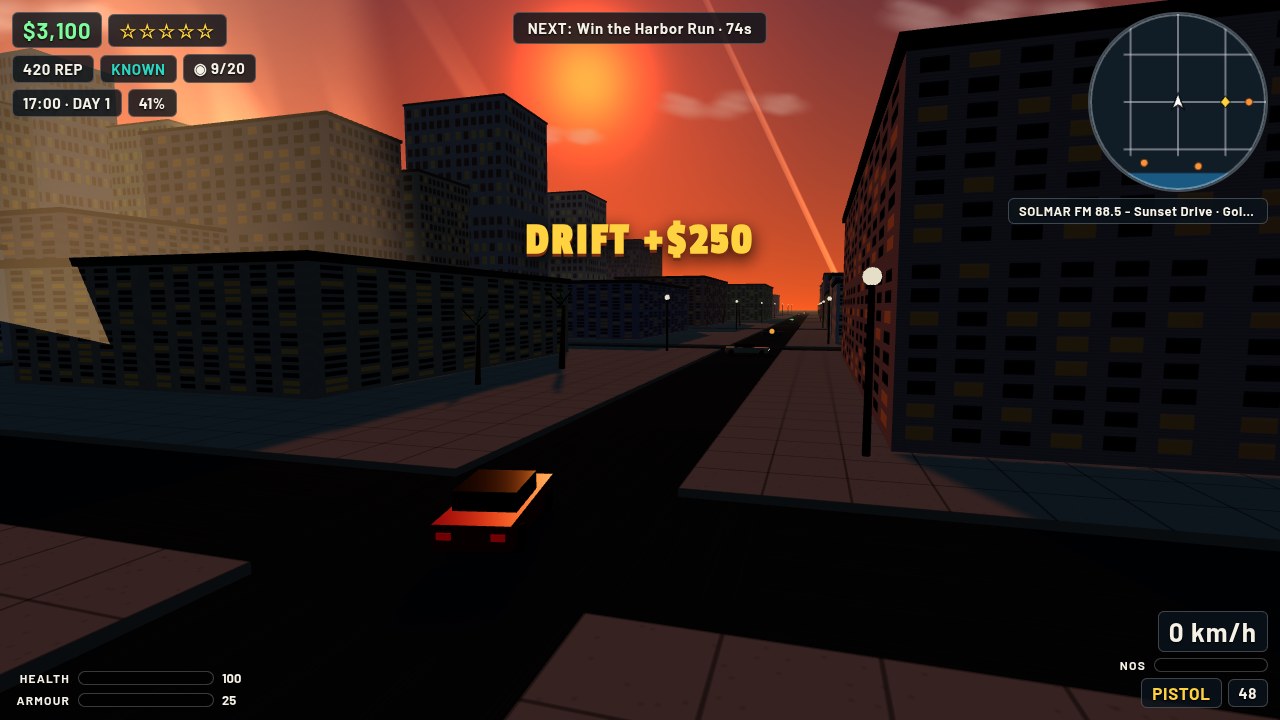 $3,100 ☆☆☆☆☆
NEXT: Win the Harbor Run · 74s
420 REP KNOWN ◉ 9/20
17:00 · DAY 1 41%
SOLMAR FM 88.5 – Sunset Drive · Gol...
DRIFT +$250
0 km/h
NOS
PISTOL 48
HEALTH 100
ARMOUR 25